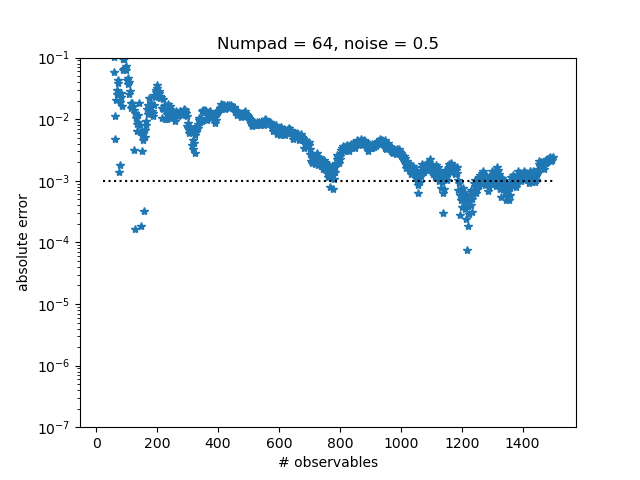 Numpad = 64, noise = 0.5
10⁻¹
10⁻²
10⁻³
10⁻⁴
10⁻⁵
10⁻⁶
10⁻⁷
absolute error
0 200 400 600 800 1000 1200 1400
# observables